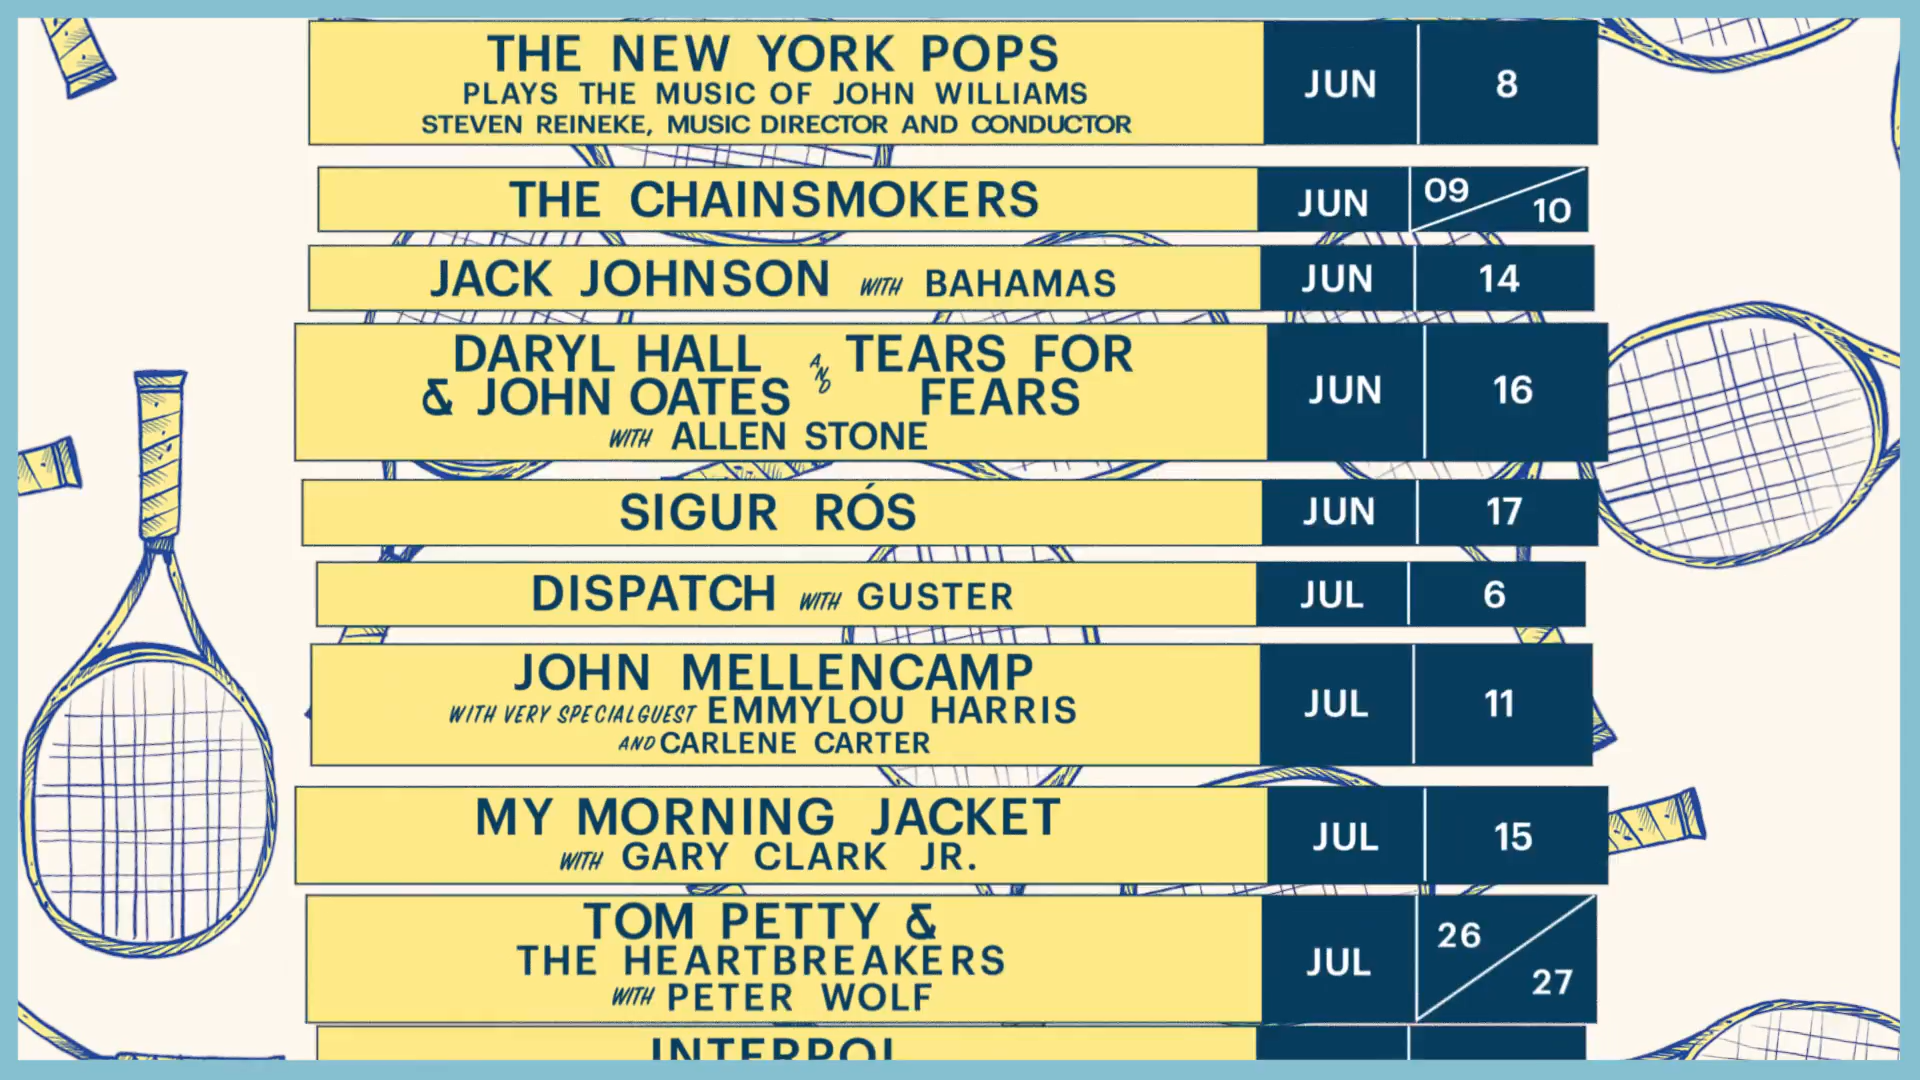 THE NEW YORK POPS
PLAYS THE MUSIC OF JOHN WILLIAMS
STEVEN REINEKE, MUSIC DIRECTOR AND CONDUCTOR
JUN 8
THE CHAINSMOKERS JUN 09 10
JACK JOHNSON WITH BAHAMAS JUN 14
DARYL HALL AND TEARS FOR
& JOHN OATES FEARS
WITH ALLEN STONE
JUN 16
SIGUR RÓS JUN 17
DISPATCH WITH GUSTER JUL 6
JOHN MELLENCAMP
WITH VERY SPECIAL GUEST EMMYLOU HARRIS
AND CARLENE CARTER
JUL 11
MY MORNING JACKET
WITH GARY CLARK JR.
JUL 15
TOM PETTY &
THE HEARTBREAKERS
WITH PETER WOLF
JUL 26 27
INTERPOL